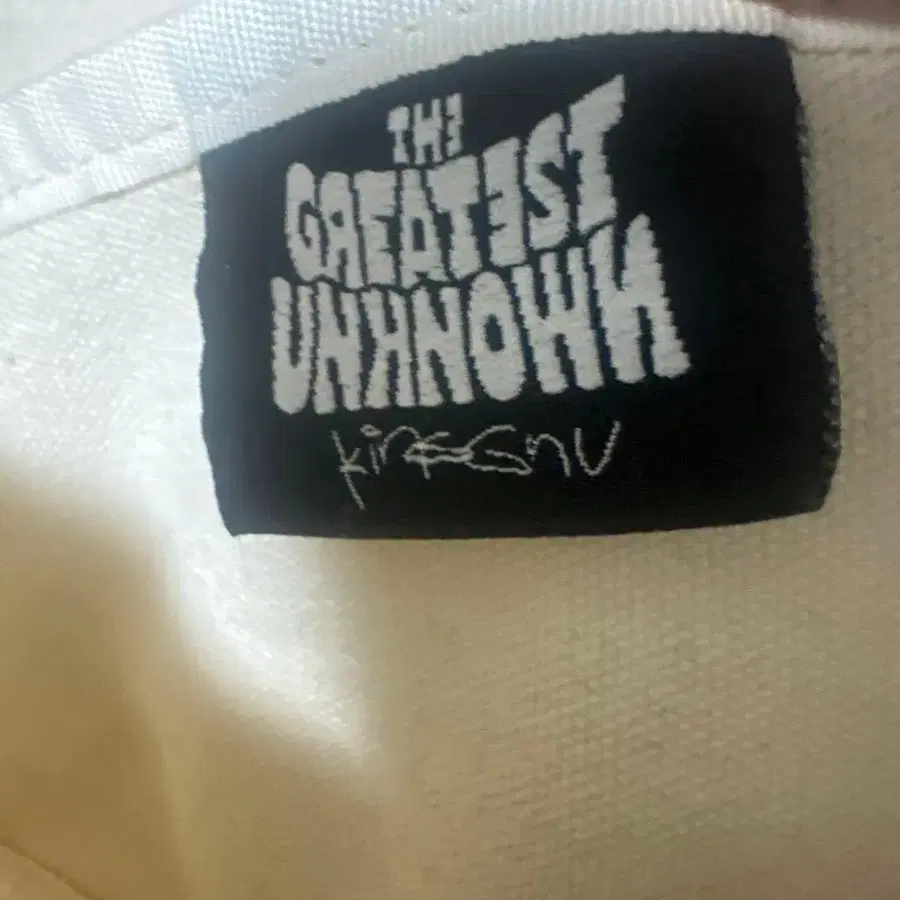 THE
GREATEST
UNKNOWN
King Gnu